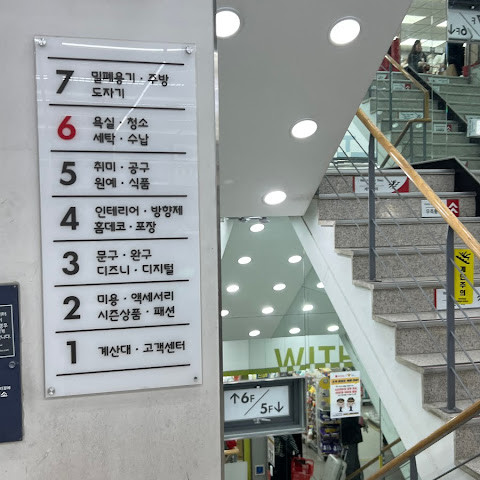 7 밀폐용기 · 주방
도자기
6 욕실 · 청소
세탁 · 수납
5 취미 · 공구
원예 · 식품
4 인테리어 · 방향제
홈데코 · 포장
3 문구 · 완구
디즈니 · 디지털
2 미용 · 액세서리
시즌상품 · 패션
1 계산대 · 고객센터
WITH
↑6F
5F↓
계단주의